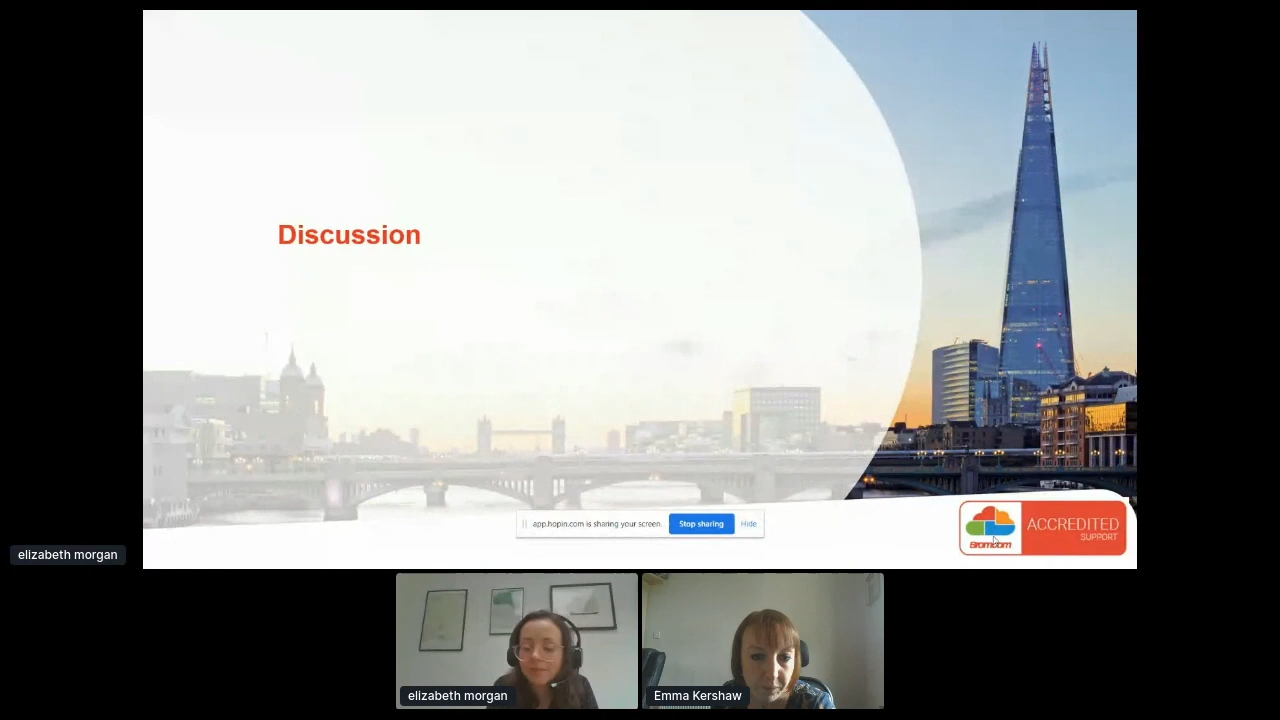 Discussion
app.hopin.com is sharing your screen.
Stop sharing
Hide
Bromcom
ACCREDITED
SUPPORT
elizabeth morgan
elizabeth morgan
Emma Kershaw